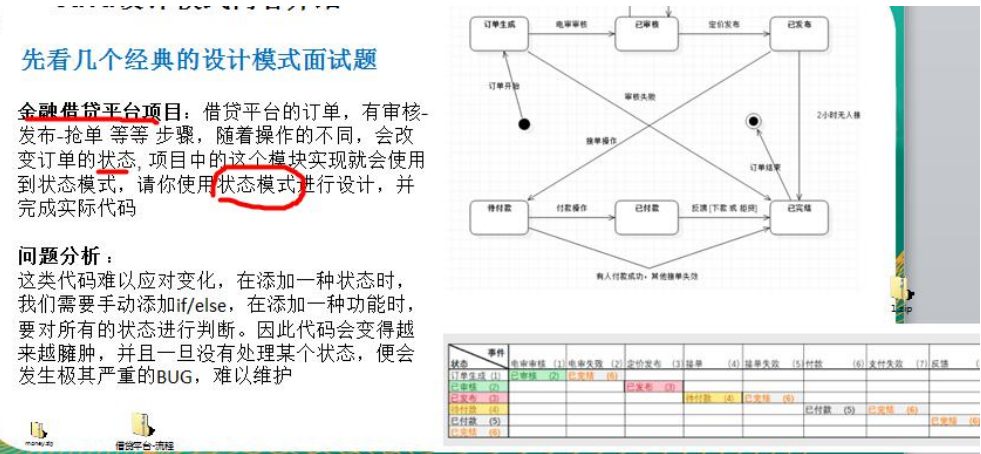 先看几个经典的设计模式面试题
金融借贷平台项目：借贷平台的订单，有审核-
发布-抢单 等等 步骤，随着操作的不同，会改
变订单的状态, 项目中的这个模块实现就会使用
到状态模式，请你使用状态模式进行设计，并
完成实际代码
问题分析 ：
这类代码难以应对变化，在添加一种状态时，
我们需要手动添加if/else，在添加一种功能时，
要对所有的状态进行判断。因此代码会变得越
来越臃肿，并且一旦没有处理某个状态，便会
发生极其严重的BUG，难以维护
money.zip
借贷平台-流程
订单生成
电审审核
已审核
定价发布
已发布
订单开始
审核失败
2小时无人接
接单操作
订单结束
待付款
付款操作
已付款
反馈 [下款 或 拒贷]
已完结
有人付款成功，其他接单失效
1.zip
事件
状态
电审审核 (1) 电审失败 (2) 定价发布 (3) 接单 (4) 接单失效 (5) 付款 (6) 支付失效 (7) 反馈 (
订单生成 (1) 已审核 (2) 已完结 (6)
已审核 (2) 已发布 (3)
已发布 (3) 待付款 (4) 已完结 (6)
待付款 (4) 已付款 (5) 已完结 (6)
已付款 (5) 已完结 (6)
已完结 (6)